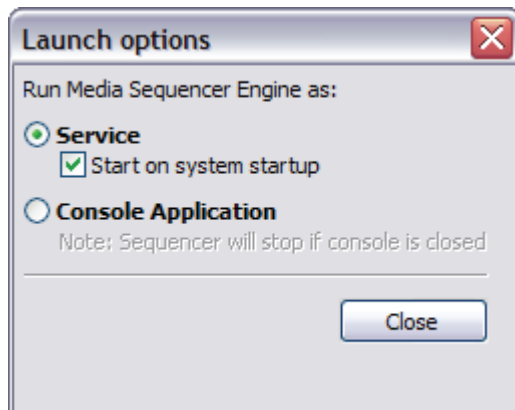 Launch options
Run Media Sequencer Engine as:
Service
Start on system startup
Console Application
Note: Sequencer will stop if console is closed
Close